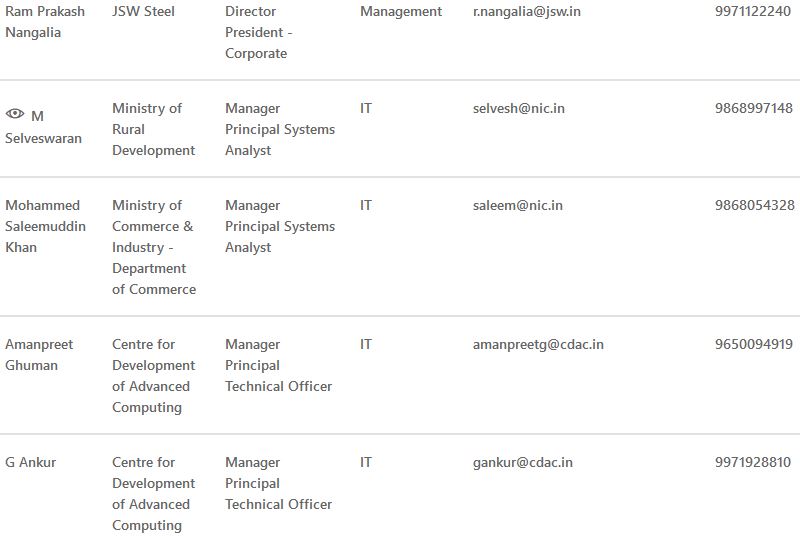 Ram Prakash JSW Steel Director Management r.nangalia@jsw.in 9971122240
Nangalia President -
Corporate
M Ministry of Manager IT selvesh@nic.in 9868997148
Selveswaran Rural Principal Systems
Development Analyst
Mohammed Ministry of Manager IT saleem@nic.in 9868054328
Saleemuddin Commerce & Principal Systems
Khan Industry - Analyst
Department
of Commerce
Amanpreet Centre for Manager IT amanpreetg@cdac.in 9650094919
Ghuman Development Principal
of Advanced Technical Officer
Computing
G Ankur Centre for Manager IT gankur@cdac.in 9971928810
Development Principal
of Advanced Technical Officer
Computing